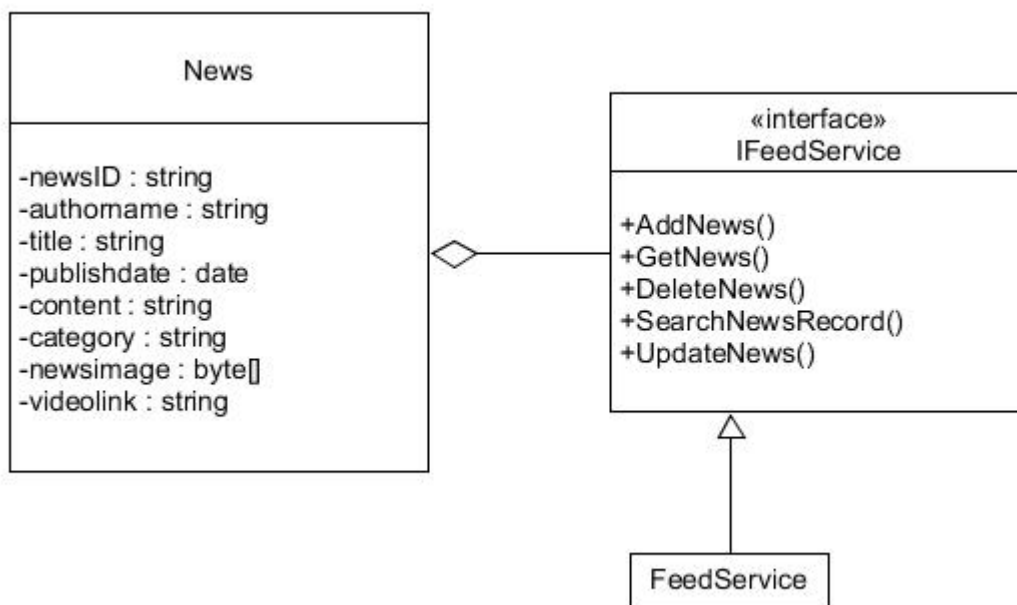 News
-newsID : string
-authorname : string
-title : string
-publishdate : date
-content : string
-category : string
-newsimage : byte[]
-videolink : string
«interface»
IFeedService
+AddNews()
+GetNews()
+DeleteNews()
+SearchNewsRecord()
+UpdateNews()
FeedService